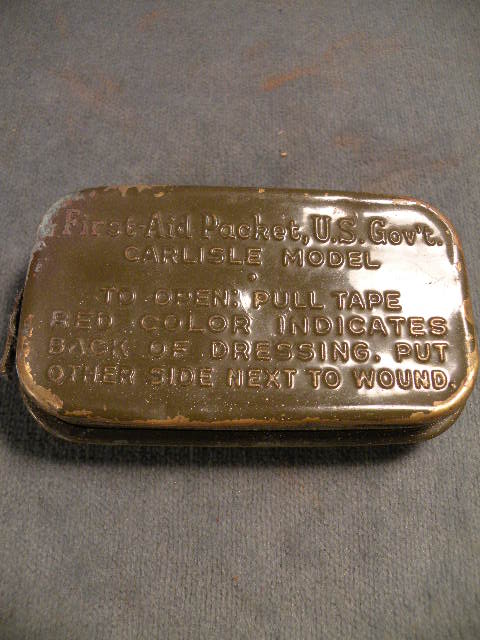 First-Aid Packet, U.S. Gov't.
CARLISLE MODEL
TO OPEN: PULL TAPE
RED COLOR INDICATES
BACK OF DRESSING. PUT
OTHER SIDE NEXT TO WOUND.